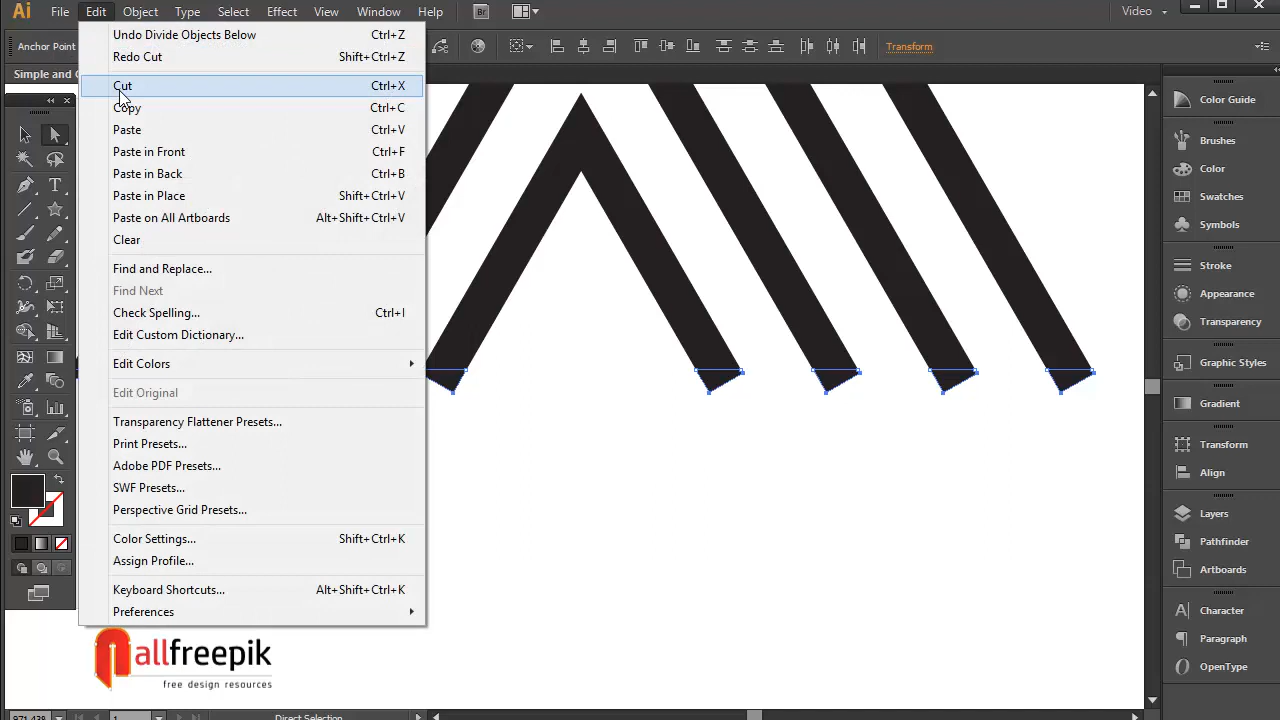 Ai File Edit Object Type Select Effect View Window Help Br Video
Anchor Point Transform
Simple and
Undo Divide Objects Below Ctrl+Z
Redo Cut Shift+Ctrl+Z
Cut Ctrl+X
Copy Ctrl+C
Paste Ctrl+V
Paste in Front Ctrl+F
Paste in Back Ctrl+B
Paste in Place Shift+Ctrl+V
Paste on All Artboards Alt+Shift+Ctrl+V
Clear
Find and Replace...
Find Next
Check Spelling... Ctrl+I
Edit Custom Dictionary...
Edit Colors
Edit Original
Transparency Flattener Presets...
Print Presets...
Adobe PDF Presets...
SWF Presets...
Perspective Grid Presets...
Color Settings... Shift+Ctrl+K
Assign Profile...
Keyboard Shortcuts... Alt+Shift+Ctrl+K
Preferences
Color Guide
Brushes
Color
Swatches
Symbols
Stroke
Appearance
Transparency
Graphic Styles
Gradient
Transform
Align
Layers
Pathfinder
Artboards
Character
Paragraph
OpenType
allfreepik
free design resources
1 Direct Selection